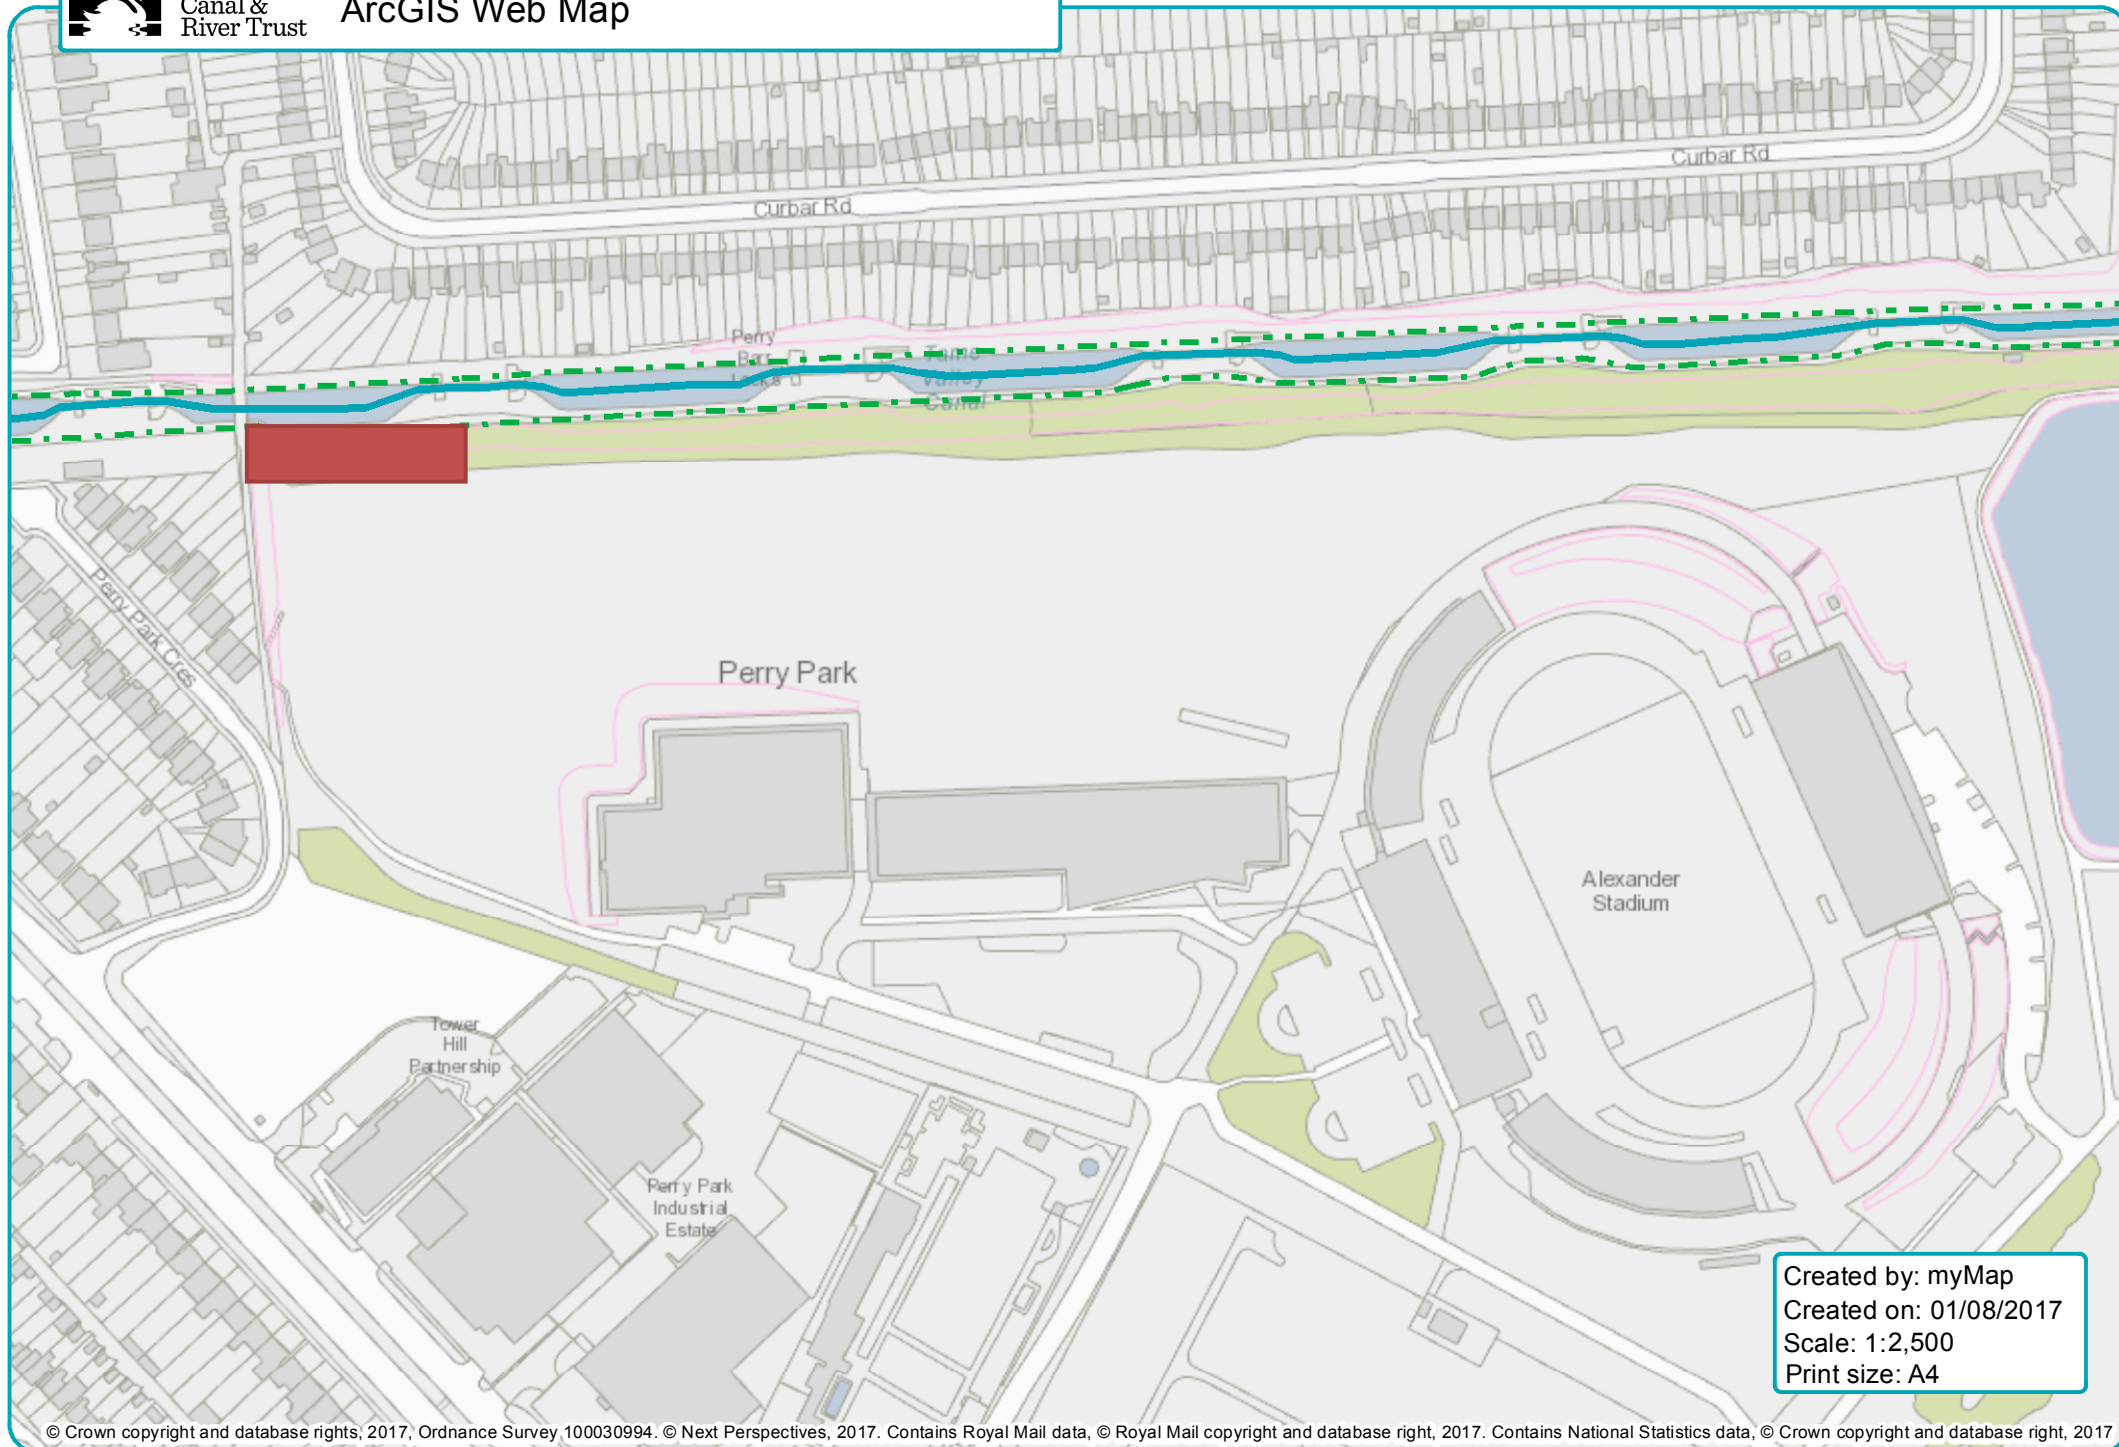 Canal &
River Trust
ArcGIS Web Map
Curbar Rd
Curbar Rd
Perry
Barr
Locks
Tame
Valley
Canal
Perry Park Cres
Perry Park
Alexander
Stadium
Tower
Hill
Partnership
Perry Park
Industrial
Estate
Created by: myMap
Created on: 01/08/2017
Scale: 1:2,500
Print size: A4
© Crown copyright and database rights, 2017, Ordnance Survey 100030994. © Next Perspectives, 2017. Contains Royal Mail data, © Royal Mail copyright and database right, 2017. Contains National Statistics data, © Crown copyright and database right, 2017